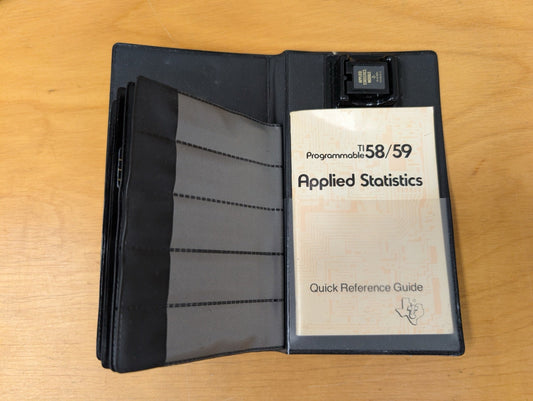 TI
Programmable 58/59
Applied Statistics
Quick Reference Guide